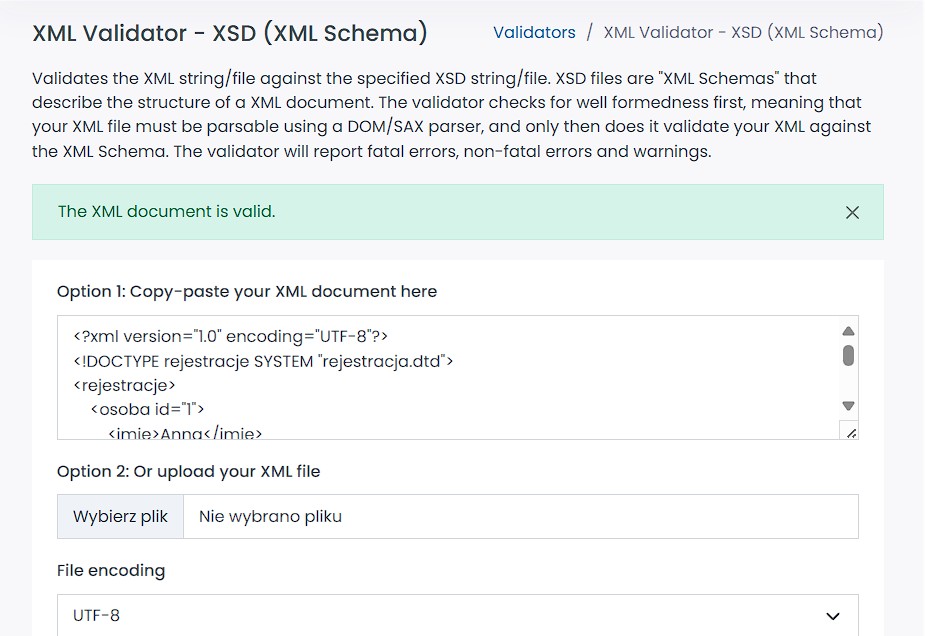 XML Validator - XSD (XML Schema)
Validators / XML Validator - XSD (XML Schema)
Validates the XML string/file against the specified XSD string/file. XSD files are "XML Schemas" that
describe the structure of a XML document. The validator checks for well formedness first, meaning that
your XML file must be parsable using a DOM/SAX parser, and only then does it validate your XML against
the XML Schema. The validator will report fatal errors, non-fatal errors and warnings.
The XML document is valid.
Option 1: Copy-paste your XML document here
<?xml version="1.0" encoding="UTF-8"?>
<!DOCTYPE rejestracje SYSTEM "rejestracja.dtd">
<rejestracje>
<osoba id="1">
<imie>Anna</imie>
Option 2: Or upload your XML file
Wybierz plik Nie wybrano pliku
File encoding
UTF-8